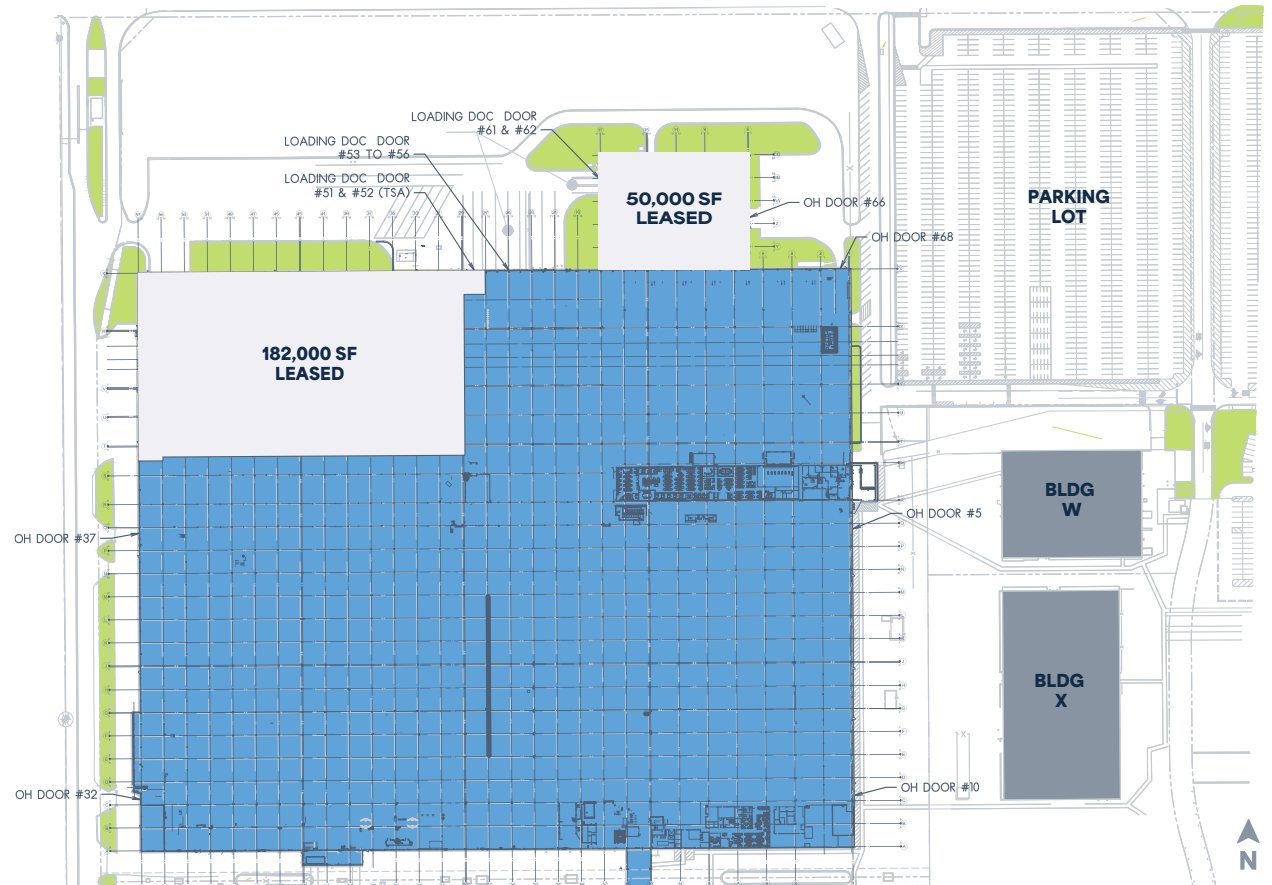 LOADING DOC DOOR
#61 & #62
LOADING DOC DOOR
#53 TO #56
LOADING DOC DOOR
#51 & #52 (TSA)
50,000 SF
LEASED
OH DOOR #66
PARKING
LOT
OH DOOR #68
182,000 SF
LEASED
BLDG
W
OH DOOR #5
OH DOOR #37
BLDG
X
OH DOOR #10
OH DOOR #32
N